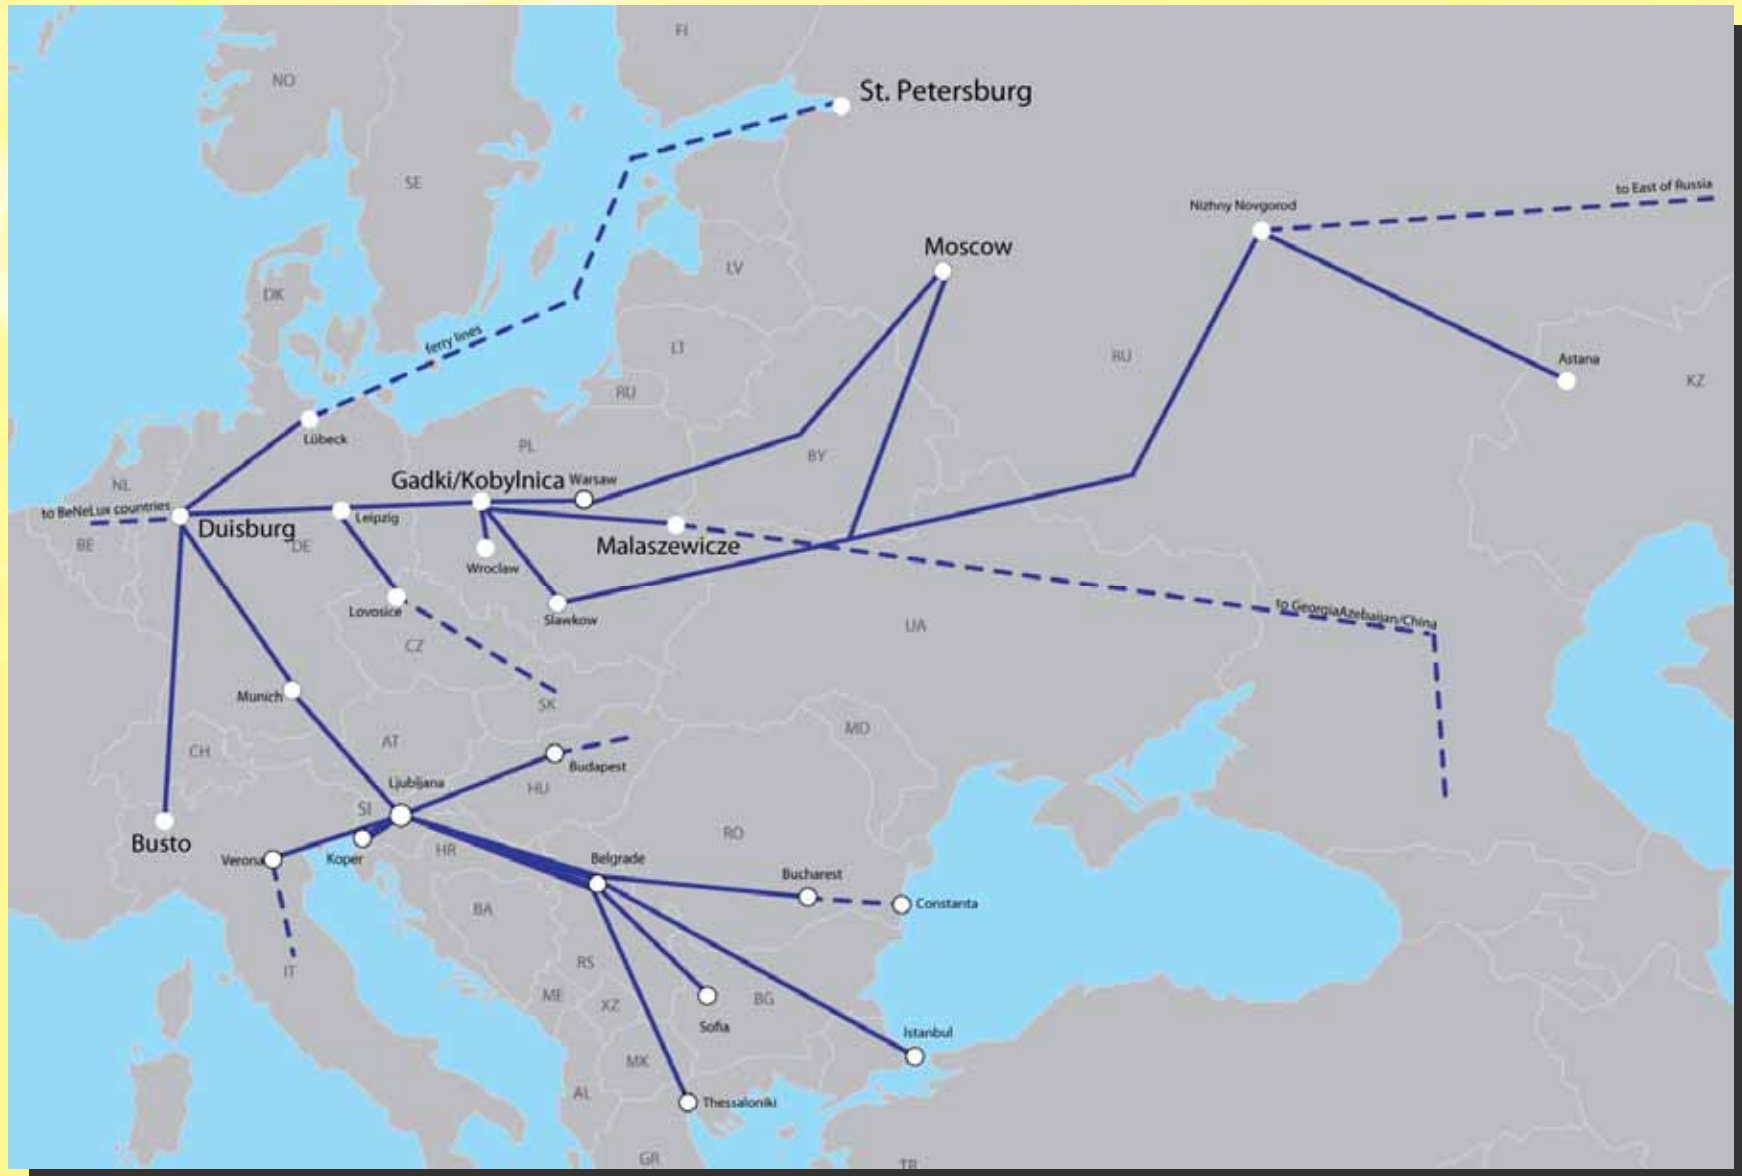 FI
NO
St. Petersburg
SE
to East of Russia
Nizhny Novgorod
Moscow
LV
DK
ferry lines
LT
RU
Astana
KZ
RU
Lübeck
PL
BY
NL
Gadki/Kobylnica
Warsaw
to BeNeLux countries
Leipzig
Duisburg
DE
BE
Malaszewicze
Wroclaw
Lovosice
Slawkow
to GeorgiaAzebaijan/China
UA
CZ
Munich
SK
MD
AT
CH
Budapest
Ljubljana
HU
SI
RO
Busto
Verona
Koper
HR
Belgrade
Bucharest
Constanta
BA
RS
IT
ME
XZ
BG
Sofia
Istanbul
MK
AL
Thessaloniki
GR
TR